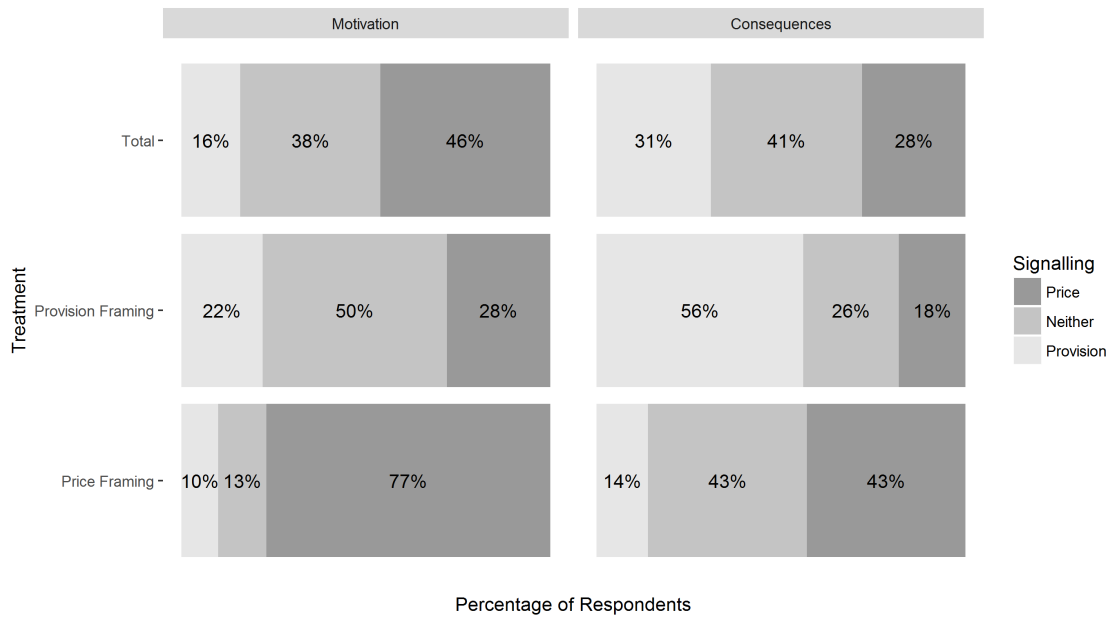 Motivation
Consequences
Total
16%
38%
46%
31%
41%
28%
Treatment
Provision Framing
22%
50%
28%
56%
26%
18%
Price Framing
10%
13%
77%
14%
43%
43%
Percentage of Respondents
Signalling
Price
Neither
Provision